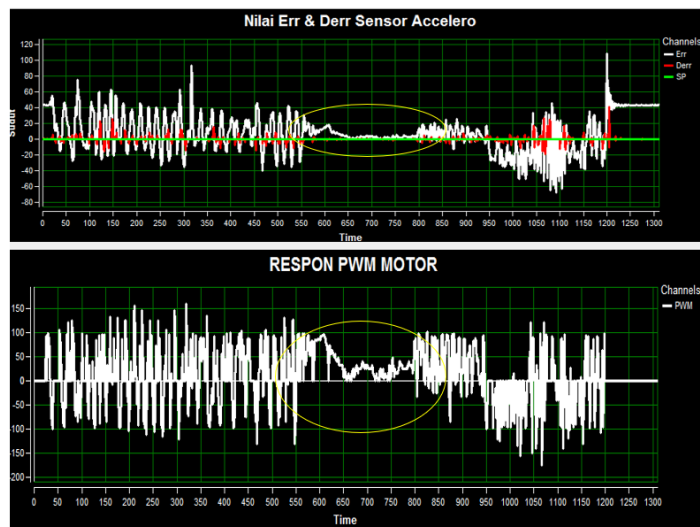 Nilai Err & Derr Sensor Accelero
Channels
Err
Derr
SP
120
100
80
60
40
20
0
-20
-40
-60
-80
Sudut
0 50 100 150 200 250 300 350 400 450 500 550 600 650 700 750 800 850 900 950 1000 1050 1100 1150 1200 1250 1300
Time
RESPON PWM MOTOR
Channels
PWM
150
100
50
0
-50
-100
-150
-200
0 50 100 150 200 250 300 350 400 450 500 550 600 650 700 750 800 850 900 950 1000 1050 1100 1150 1200 1250 1300
Time